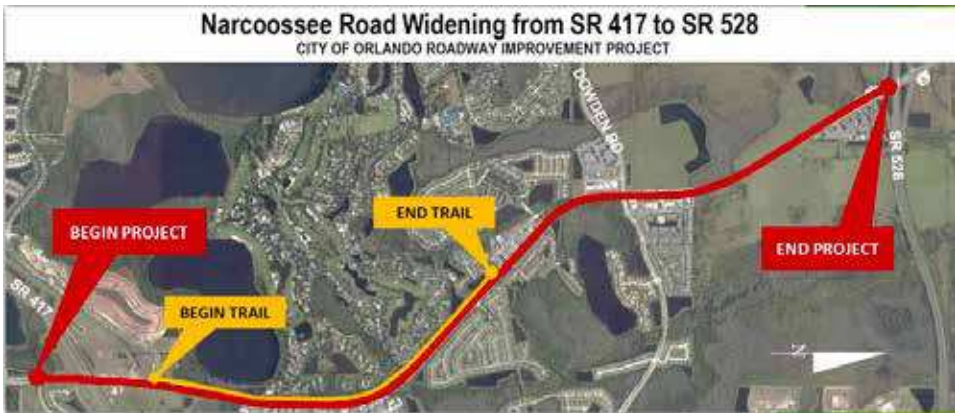 Narcoossee Road Widening from SR 417 to SR 528
CITY OF ORLANDO ROADWAY IMPROVEMENT PROJECT
DOWDEN RD
SR 528
END TRAIL
BEGIN PROJECT
END PROJECT
SR 417
BEGIN TRAIL